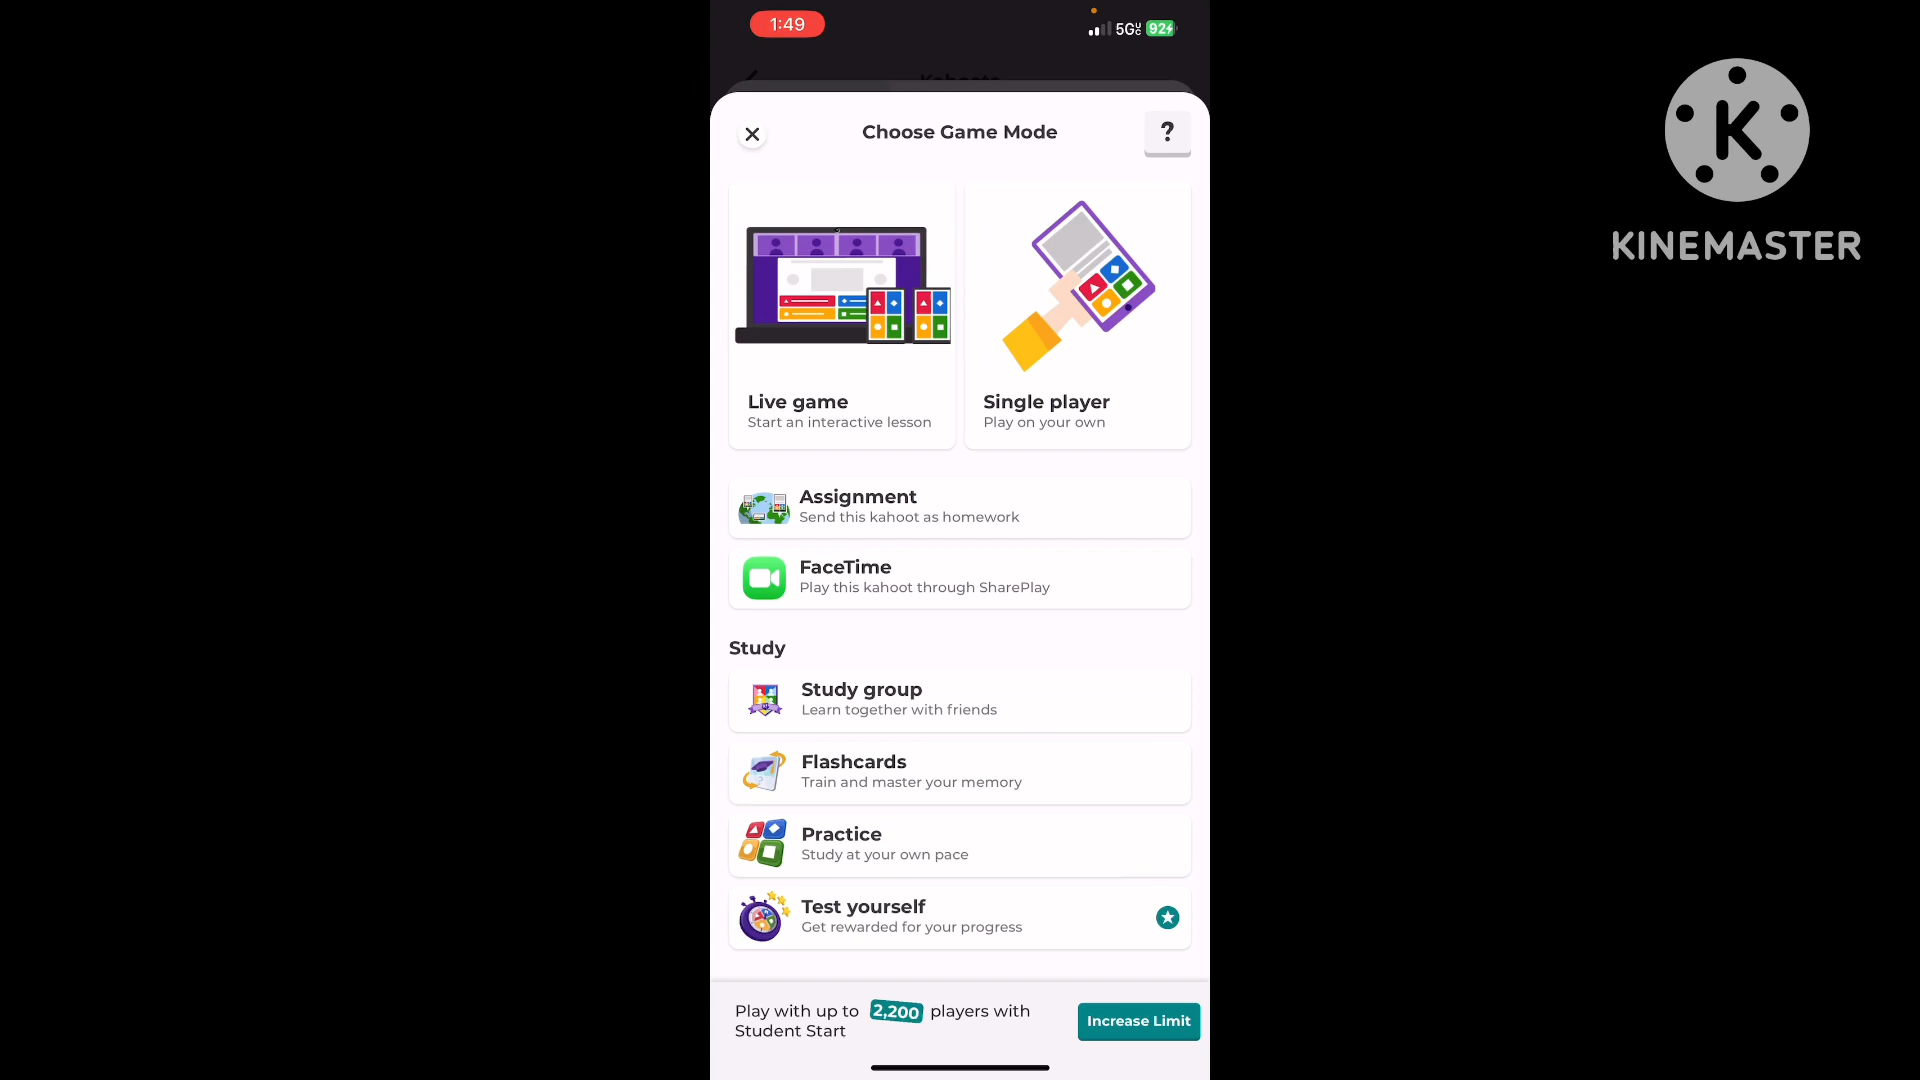 1:49
5G UC 92
Kahoots
Choose Game Mode
?
Live game
Start an interactive lesson
Single player
Play on your own
Assignment
Send this kahoot as homework
FaceTime
Play this kahoot through SharePlay
Study
Study group
Learn together with friends
Flashcards
Train and master your memory
Practice
Study at your own pace
Test yourself
Get rewarded for your progress
Play with up to 2,200 players with
Student Start
Increase Limit
K
KINEMASTER